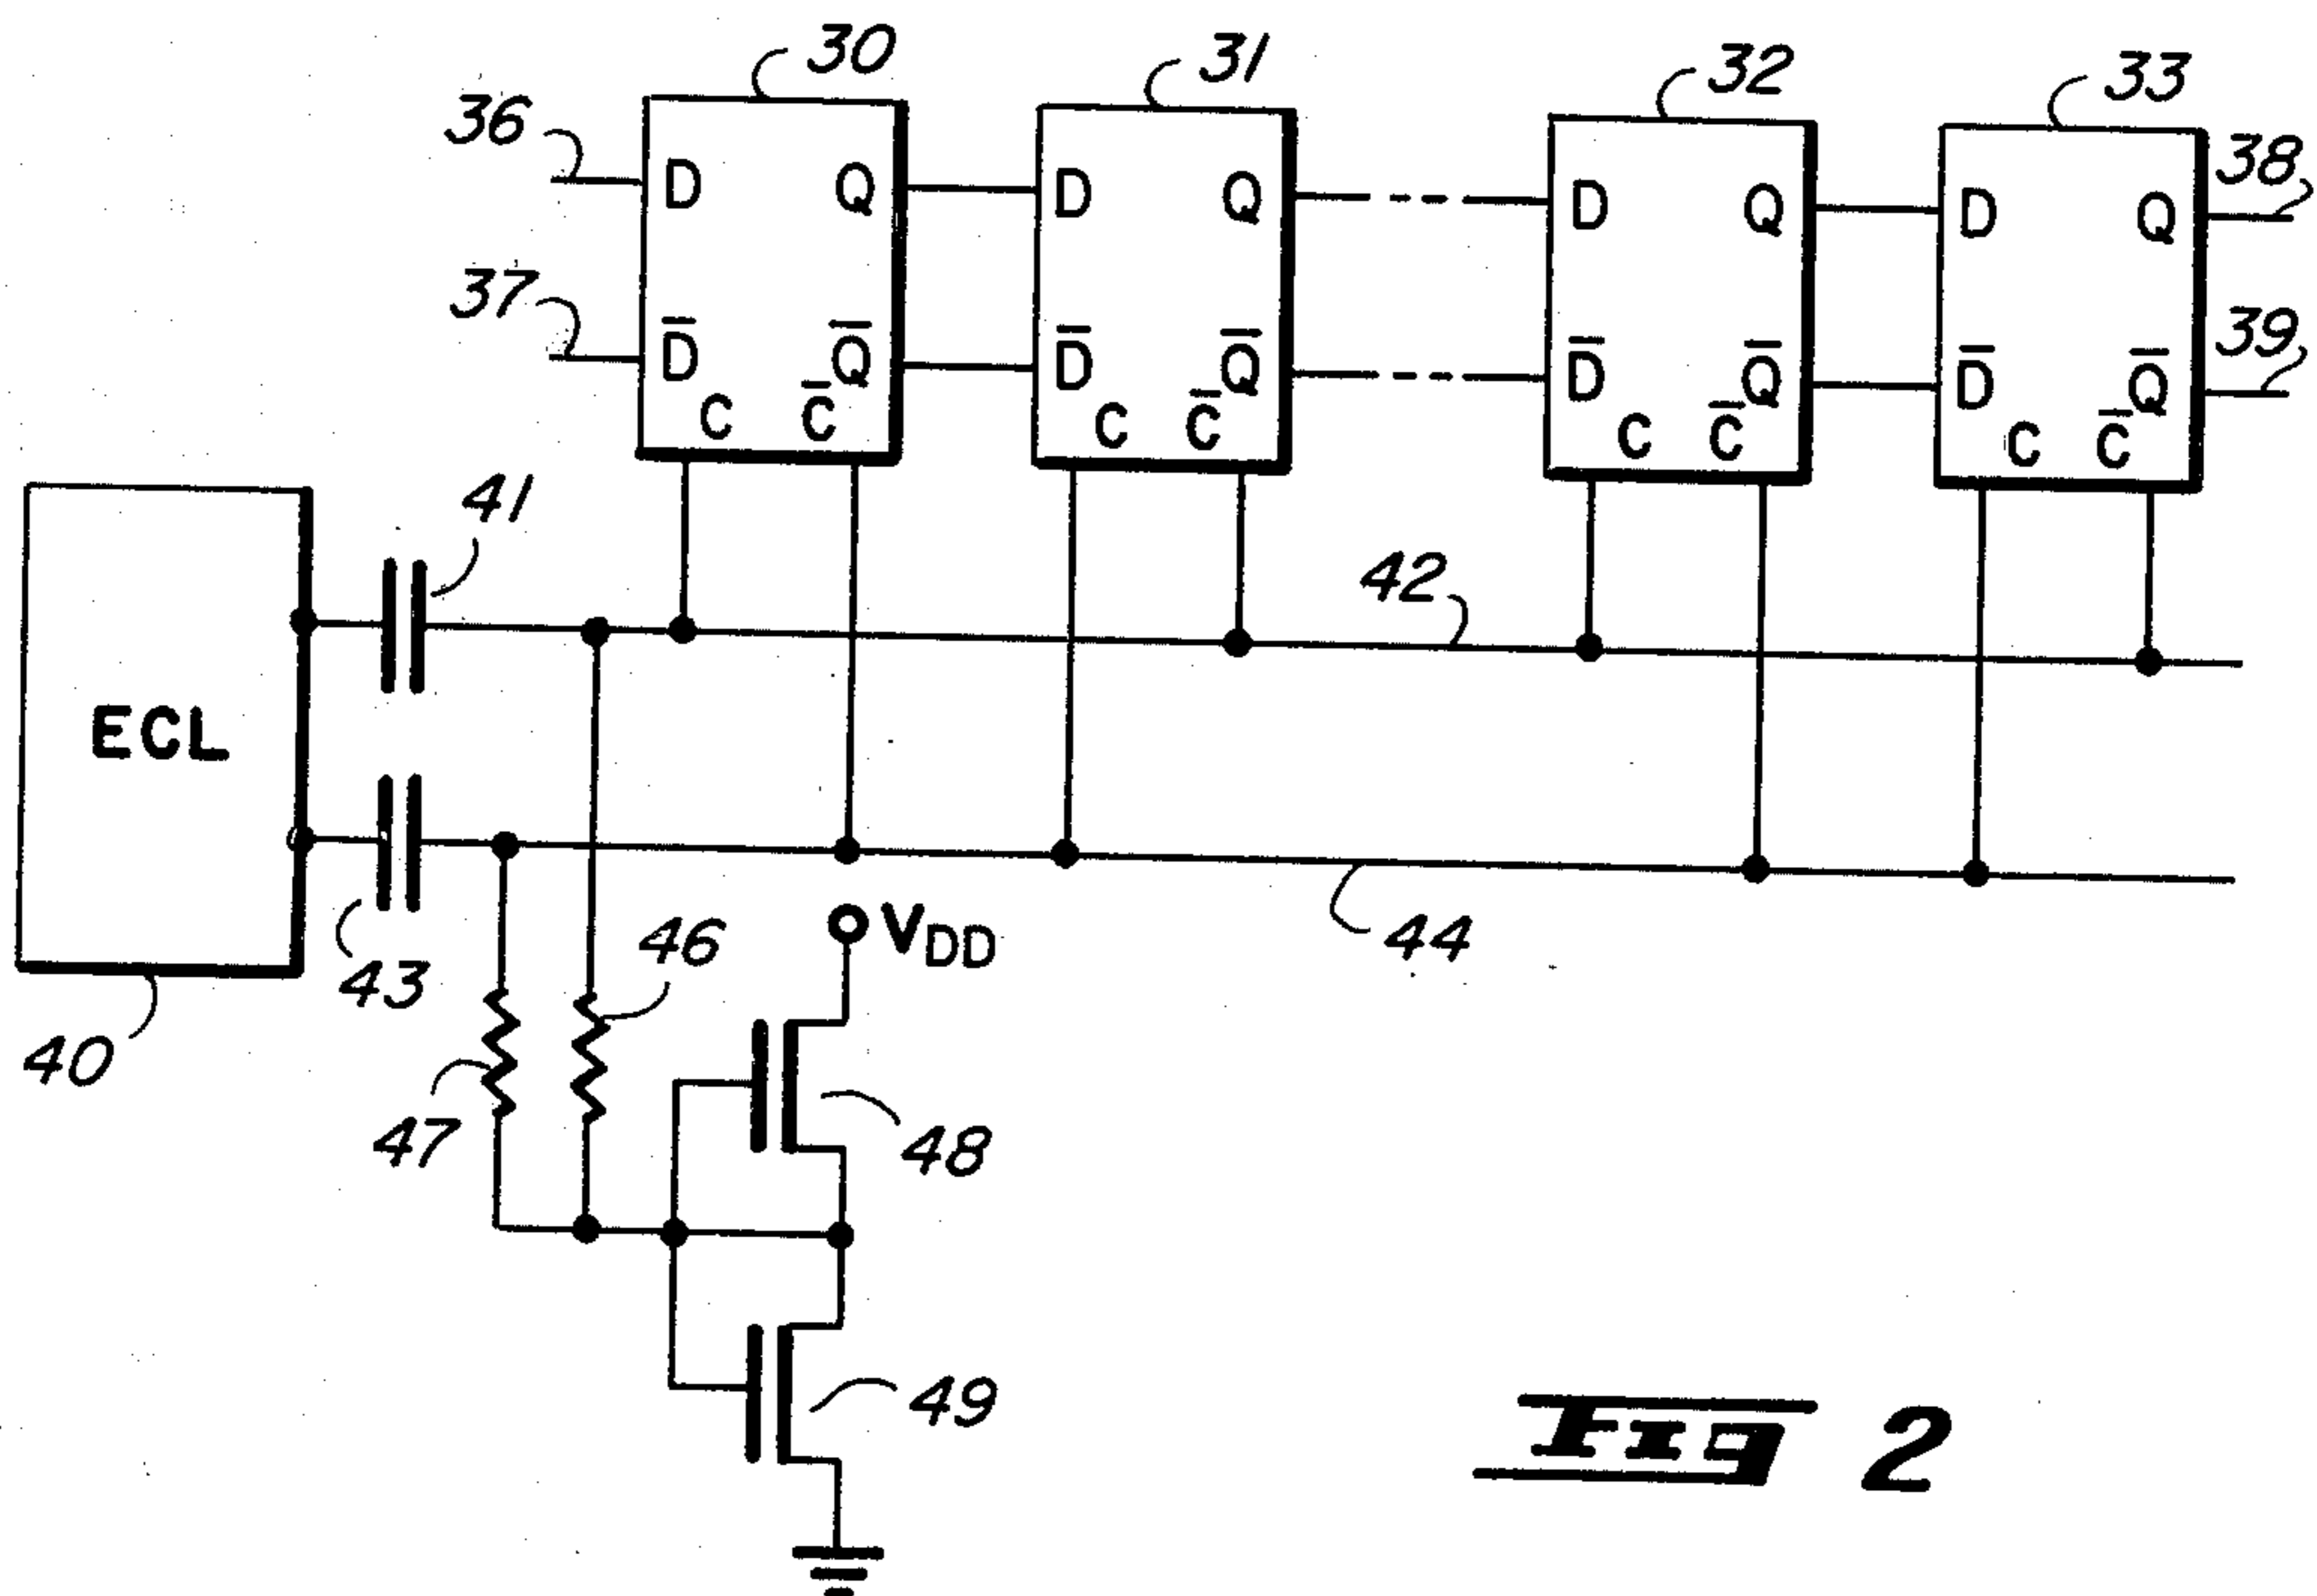 30 31 32 33
36 D Q D Q D Q D Q 38
37 D̅ Q̅ D̅ Q̅ D̅ Q̅ D̅ Q̅ 39
C C̅ C C̅ C C̅ C C̅
41
42
ECL
44
43
46
VDD
40
47
48
49
Fig 2